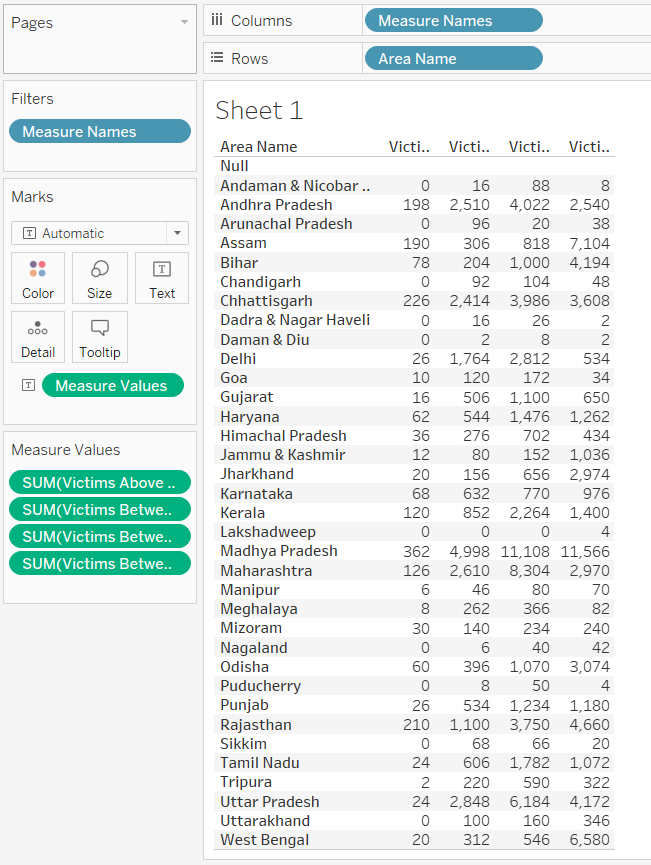 Pages
Columns
Measure Names
Rows
Area Name
Filters
Measure Names
Marks
Automatic
Color Size Text
Detail Tooltip
Measure Values
Measure Values
SUM(Victims Above ..
SUM(Victims Betwe..
SUM(Victims Betwe..
SUM(Victims Betwe..
Sheet 1
Area Name Victi.. Victi.. Victi.. Victi..
Null
Andaman & Nicobar .. 0 16 88 8
Andhra Pradesh 198 2,510 4,022 2,540
Arunachal Pradesh 0 96 20 38
Assam 190 306 818 7,104
Bihar 78 204 1,000 4,194
Chandigarh 0 92 104 48
Chhattisgarh 226 2,414 3,986 3,608
Dadra & Nagar Haveli 0 16 26 2
Daman & Diu 0 2 8 2
Delhi 26 1,764 2,812 534
Goa 10 120 172 34
Gujarat 16 506 1,100 650
Haryana 62 544 1,476 1,262
Himachal Pradesh 36 276 702 434
Jammu & Kashmir 12 80 152 1,036
Jharkhand 20 156 656 2,974
Karnataka 68 632 770 976
Kerala 120 852 2,264 1,400
Lakshadweep 0 0 0 4
Madhya Pradesh 362 4,998 11,108 11,566
Maharashtra 126 2,610 8,304 2,970
Manipur 6 46 80 70
Meghalaya 8 262 366 82
Mizoram 30 140 234 240
Nagaland 0 6 40 42
Odisha 60 396 1,070 3,074
Puducherry 0 8 50 4
Punjab 26 534 1,234 1,180
Rajasthan 210 1,100 3,750 4,660
Sikkim 0 68 66 20
Tamil Nadu 24 606 1,782 1,072
Tripura 2 220 590 322
Uttar Pradesh 24 2,848 6,184 4,172
Uttarakhand 0 100 160 346
West Bengal 20 312 546 6,580